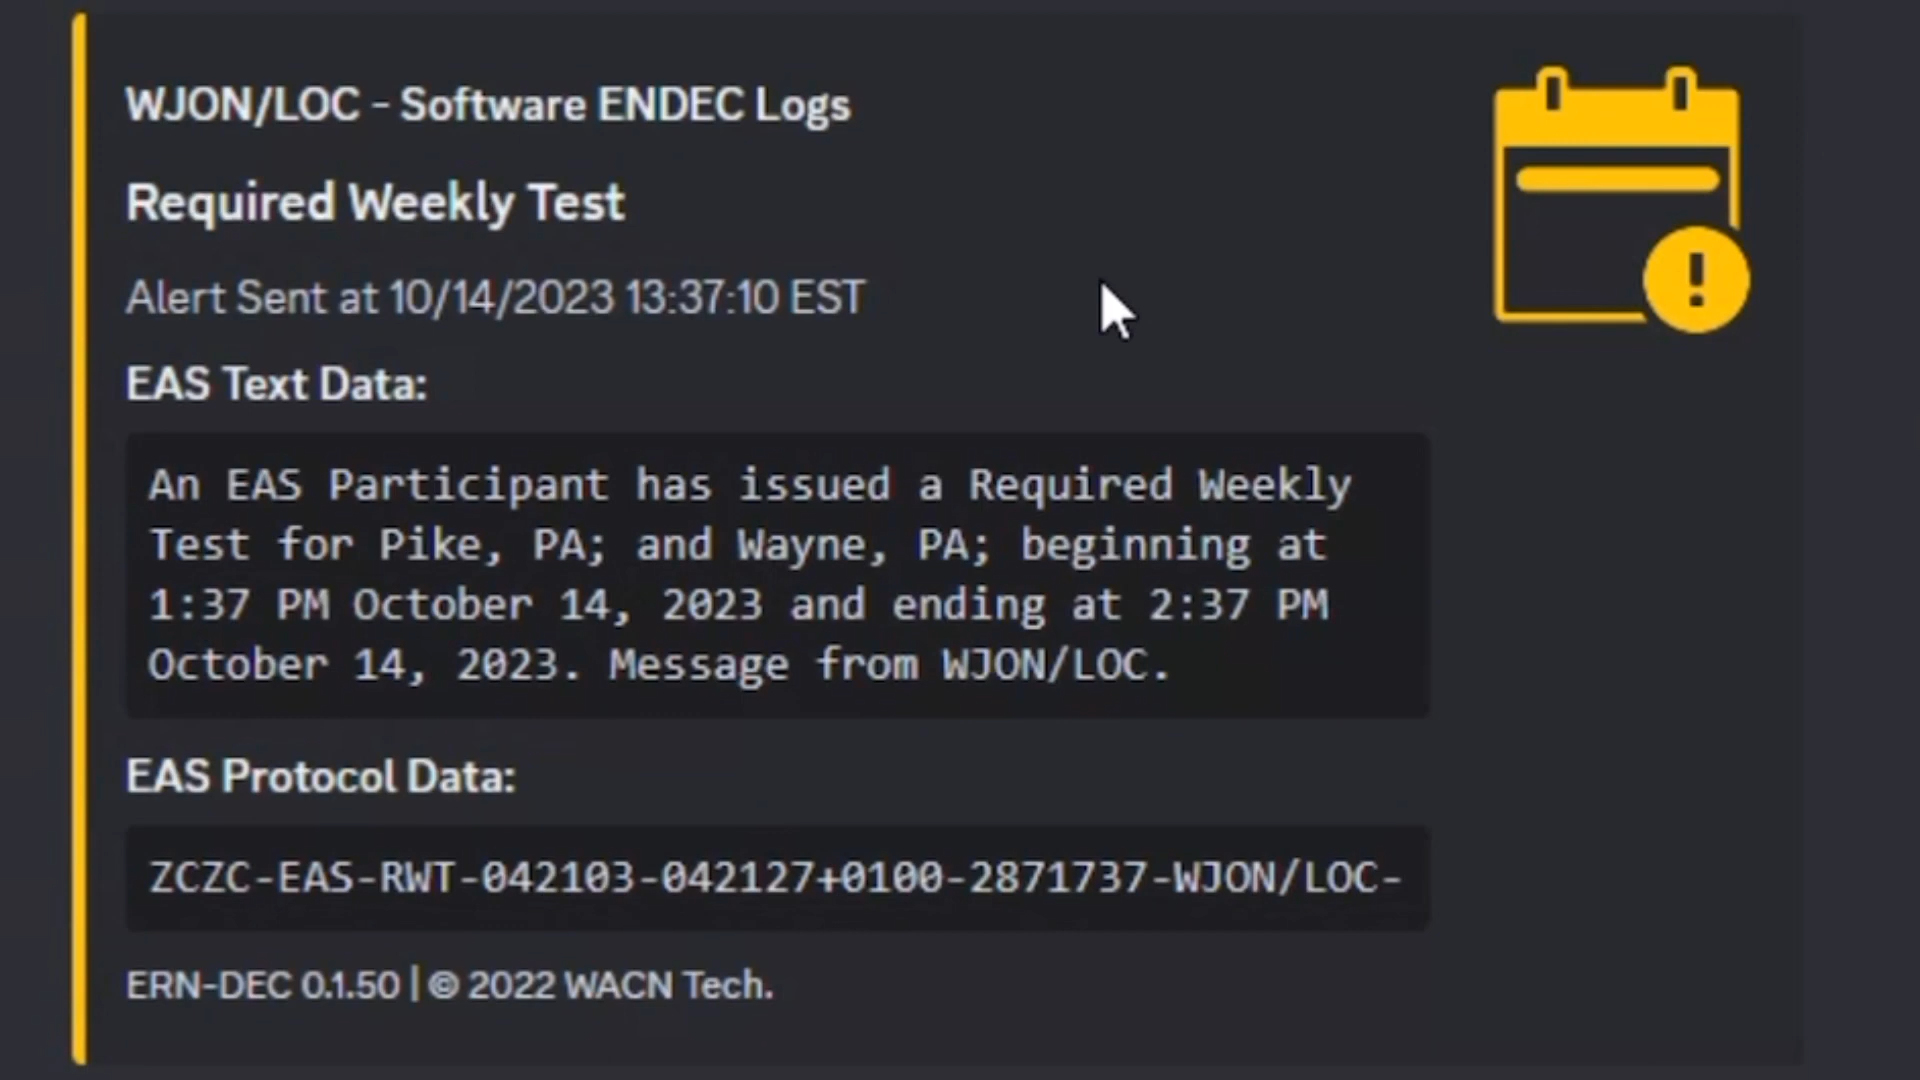 WJON/LOC - Software ENDEC Logs
Required Weekly Test
Alert Sent at 10/14/2023 13:37:10 EST
EAS Text Data:
An EAS Participant has issued a Required Weekly
Test for Pike, PA; and Wayne, PA; beginning at
1:37 PM October 14, 2023 and ending at 2:37 PM
October 14, 2023. Message from WJON/LOC.
EAS Protocol Data:
ZCZC-EAS-RWT-042103-042127+0100-2871737-WJON/LOC-
ERN-DEC 0.1.50 | © 2022 WACN Tech.